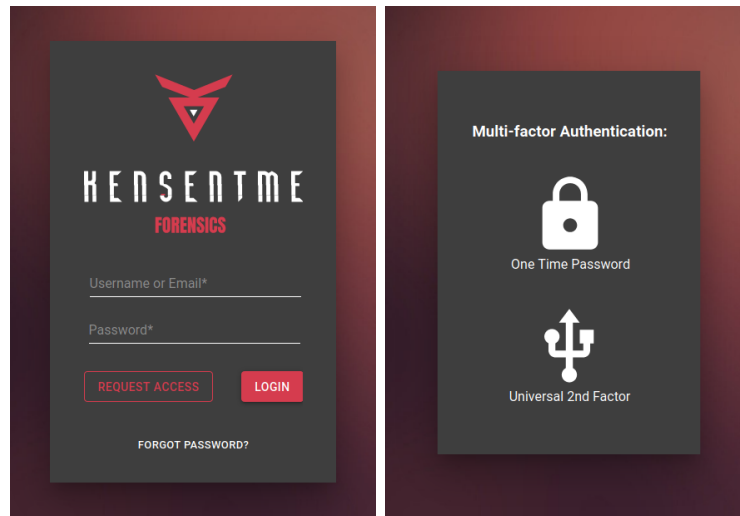 KENSENTME
FORENSICS
Username or Email*
Password*
REQUEST ACCESS
LOGIN
FORGOT PASSWORD?
Multi-factor Authentication:
One Time Password
Universal 2nd Factor